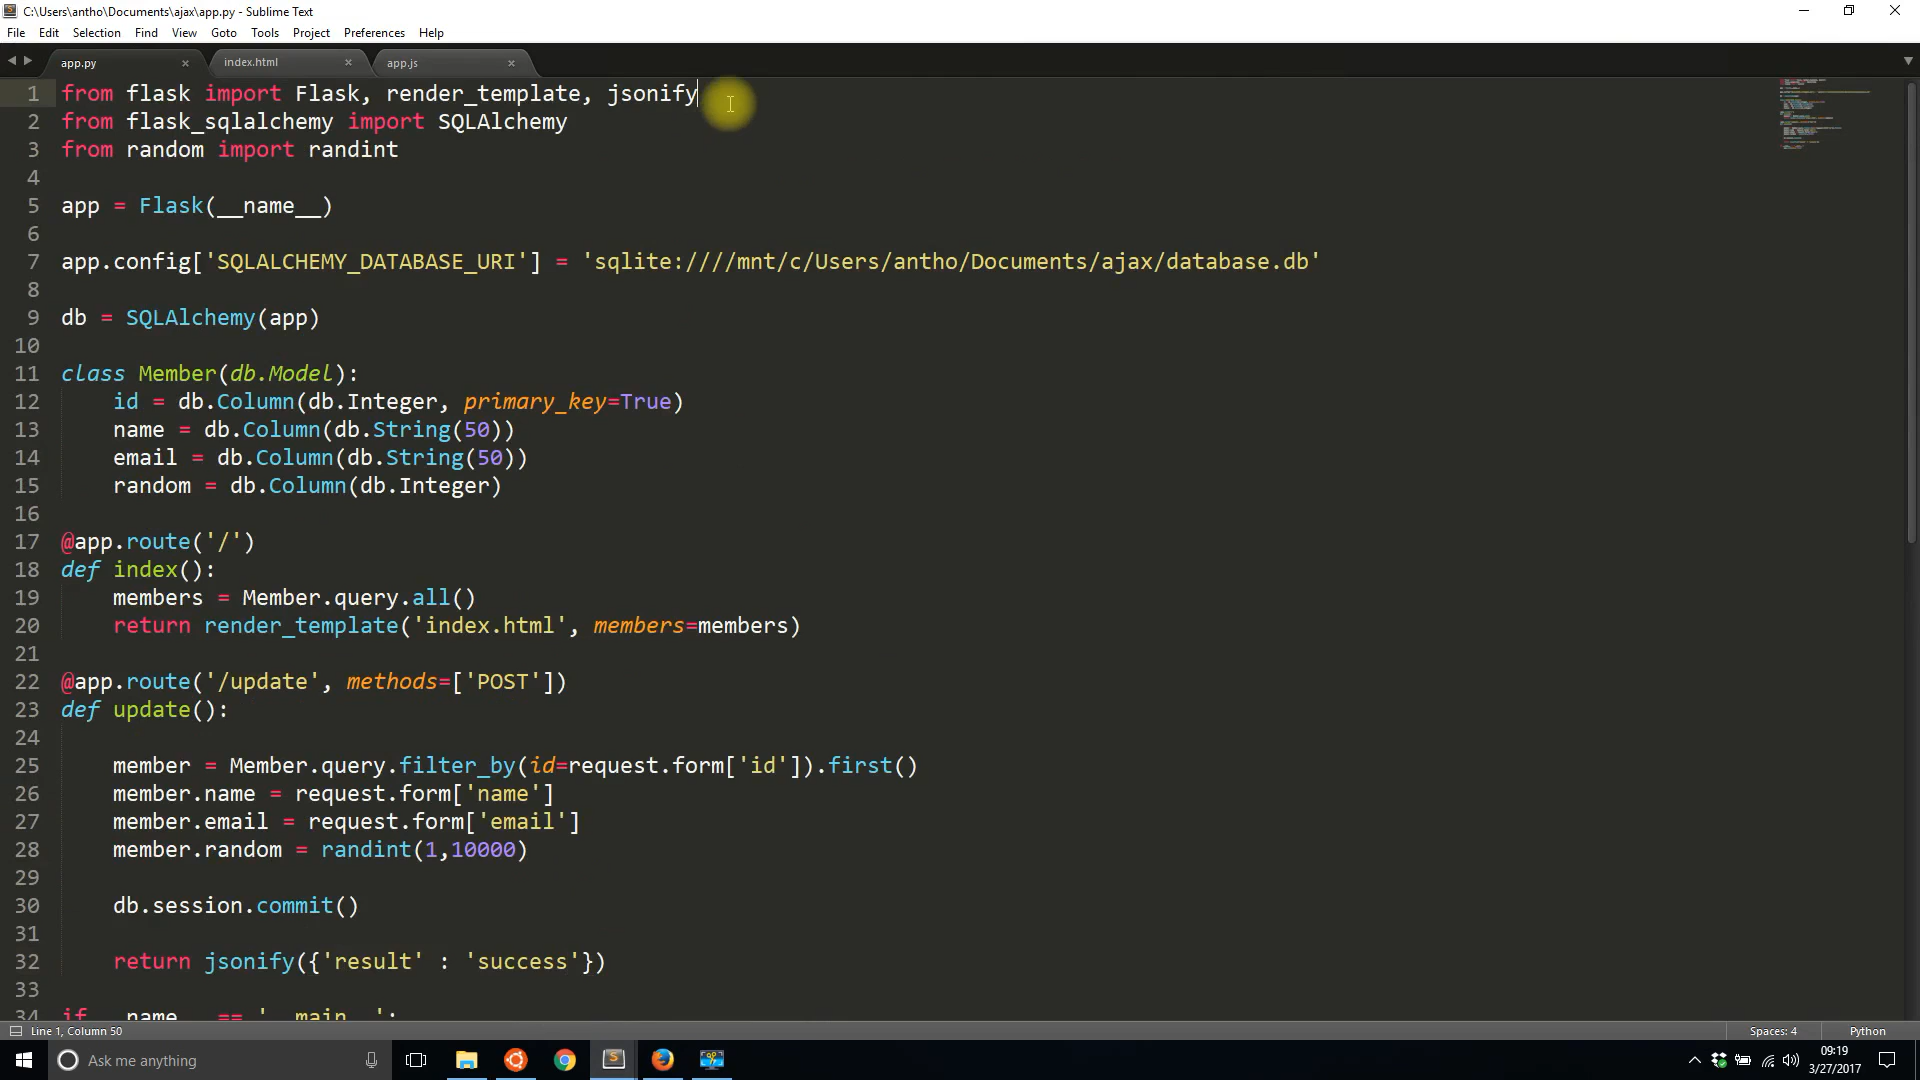 C:\Users\antho\Documents\ajax\app.py - Sublime Text
File Edit Selection Find View Goto Tools Project Preferences Help
app.py × index.html × app.js ×
1 from flask import Flask, render_template, jsonify
2 from flask_sqlalchemy import SQLAlchemy
3 from random import randint
4
5 app = Flask(__name__)
6
7 app.config['SQLALCHEMY_DATABASE_URI'] = 'sqlite:////mnt/c/Users/antho/Documents/ajax/database.db'
8
9 db = SQLAlchemy(app)
10
11 class Member(db.Model):
12 id = db.Column(db.Integer, primary_key=True)
13 name = db.Column(db.String(50))
14 email = db.Column(db.String(50))
15 random = db.Column(db.Integer)
16
17 @app.route('/')
18 def index():
19 members = Member.query.all()
20 return render_template('index.html', members=members)
21
22 @app.route('/update', methods=['POST'])
23 def update():
24
25 member = Member.query.filter_by(id=request.form['id']).first()
26 member.name = request.form['name']
27 member.email = request.form['email']
28 member.random = randint(1,10000)
29
30 db.session.commit()
31
32 return jsonify({'result' : 'success'})
33
34 if __name__ == '__main__':
Line 1, Column 50 Spaces: 4 Python
Ask me anything
09:19
3/27/2017